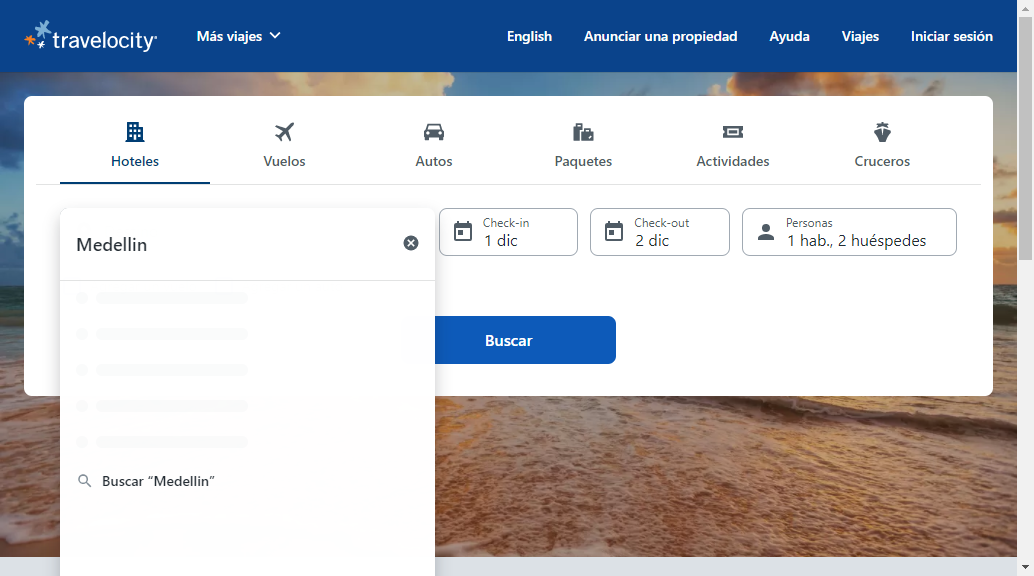 travelocity
Más viajes
English
Anunciar una propiedad
Ayuda
Viajes
Iniciar sesión
Hoteles
Vuelos
Autos
Paquetes
Actividades
Cruceros
Medellin
Check-in
1 dic
Check-out
2 dic
Personas
1 hab., 2 huéspedes
Buscar
Buscar “Medellin”